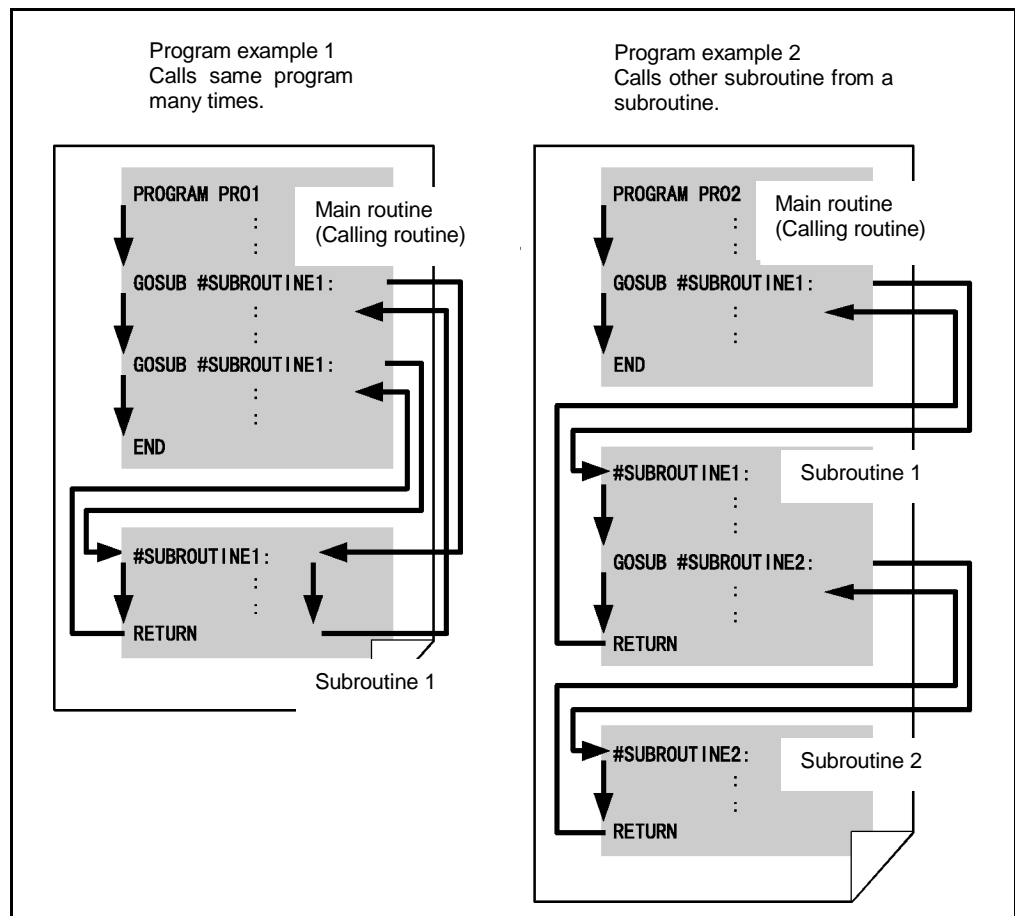 Program example 1
Calls same program
many times.
PROGRAM PRO1
Main routine
(Calling routine)
:
:
GOSUB #SUBROUTINE1:
:
:
GOSUB #SUBROUTINE1:
:
:
END
#SUBROUTINE1:
:
:
RETURN
Subroutine 1
Program example 2
Calls other subroutine from a
subroutine.
PROGRAM PRO2
Main routine
(Calling routine)
:
:
GOSUB #SUBROUTINE1:
:
:
END
#SUBROUTINE1:
Subroutine 1
:
:
GOSUB #SUBROUTINE2:
:
:
RETURN
#SUBROUTINE2:
Subroutine 2
:
:
RETURN